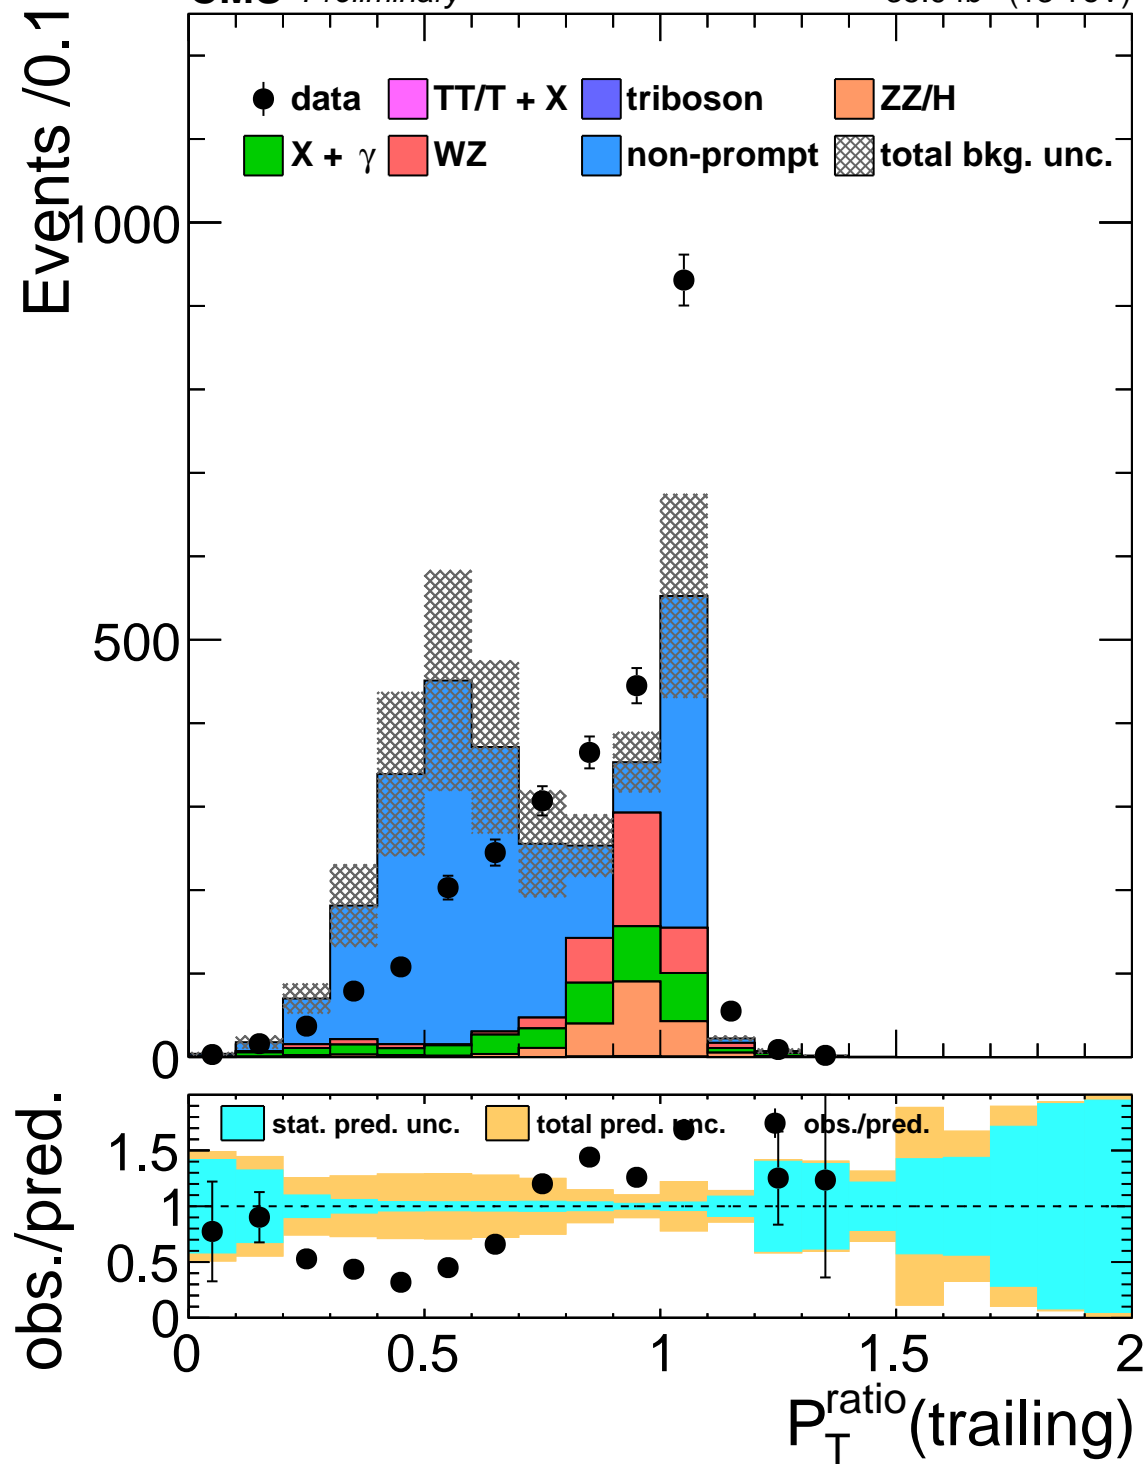 Preliminary
Events /0.1
data
TT/T + X
triboson
ZZ/H
X + γ
WZ
non-prompt
total bkg. unc.
1000
500
0
obs./pred.
stat. pred. unc.
total pred. unc.
obs./pred.
1.5
1
0.5
0
0 0.5 1 1.5 2
P_T^ratio(trailing)